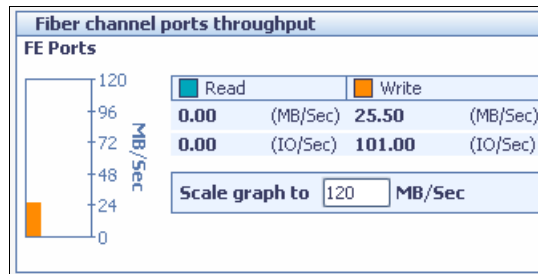 Fiber channel ports throughput
FE Ports
120
96
72
48
24
0
MB/Sec
Read Write
0.00 (MB/Sec) 25.50 (MB/Sec)
0.00 (IO/Sec) 101.00 (IO/Sec)
Scale graph to 120 MB/Sec